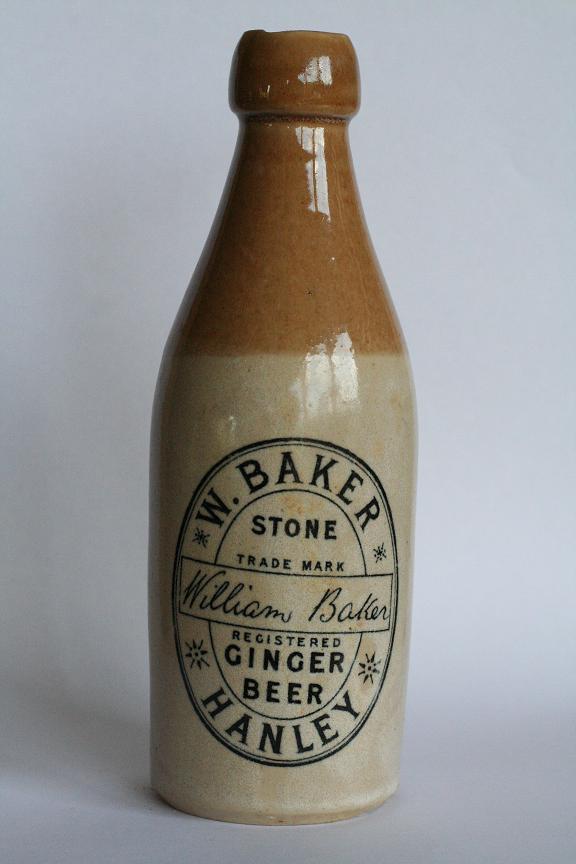 W. BAKER
STONE
TRADE MARK
William Baker
REGISTERED
GINGER
BEER
HANLEY